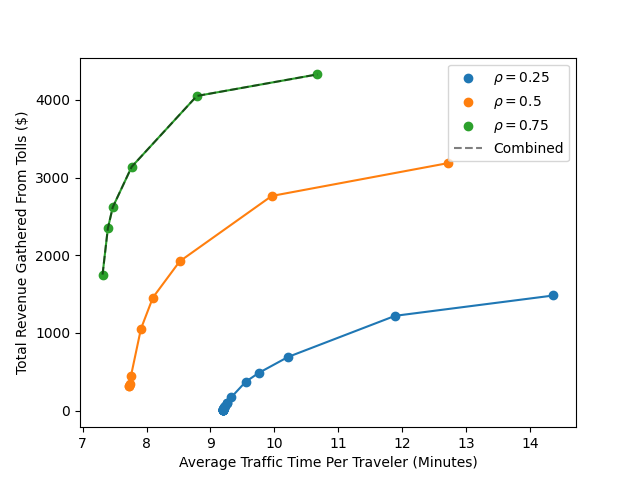 ρ = 0.25
ρ = 0.5
ρ = 0.75
Combined
Total Revenue Gathered From Tolls ($)
4000
3000
2000
1000
0
7 8 9 10 11 12 13 14
Average Traffic Time Per Traveler (Minutes)